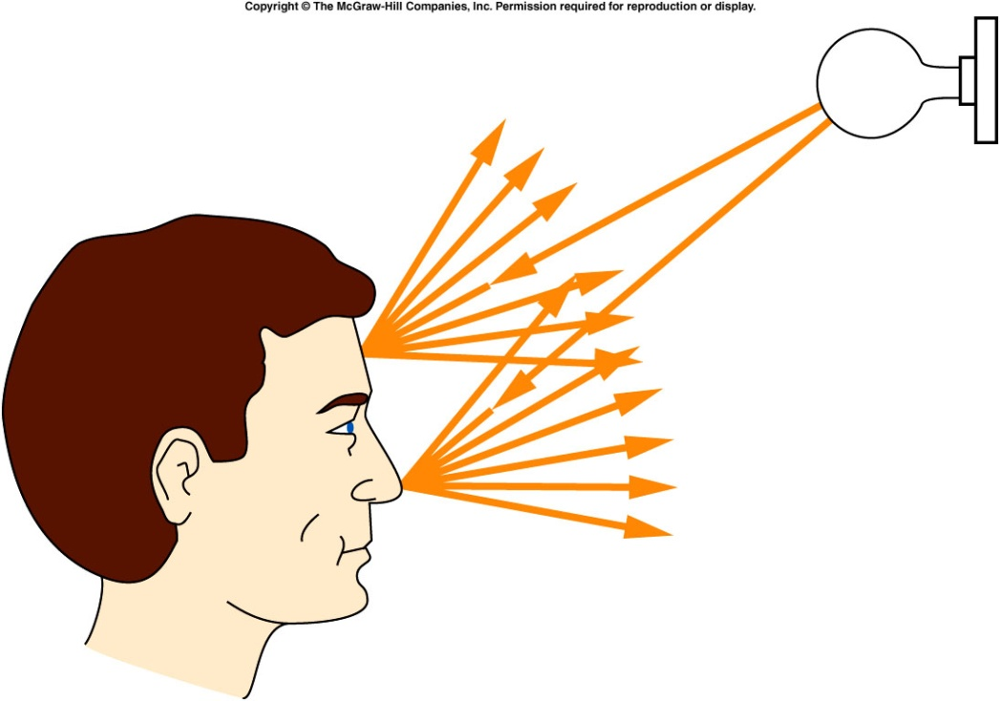 Copyright © The McGraw-Hill Companies, Inc. Permission required for reproduction or display.